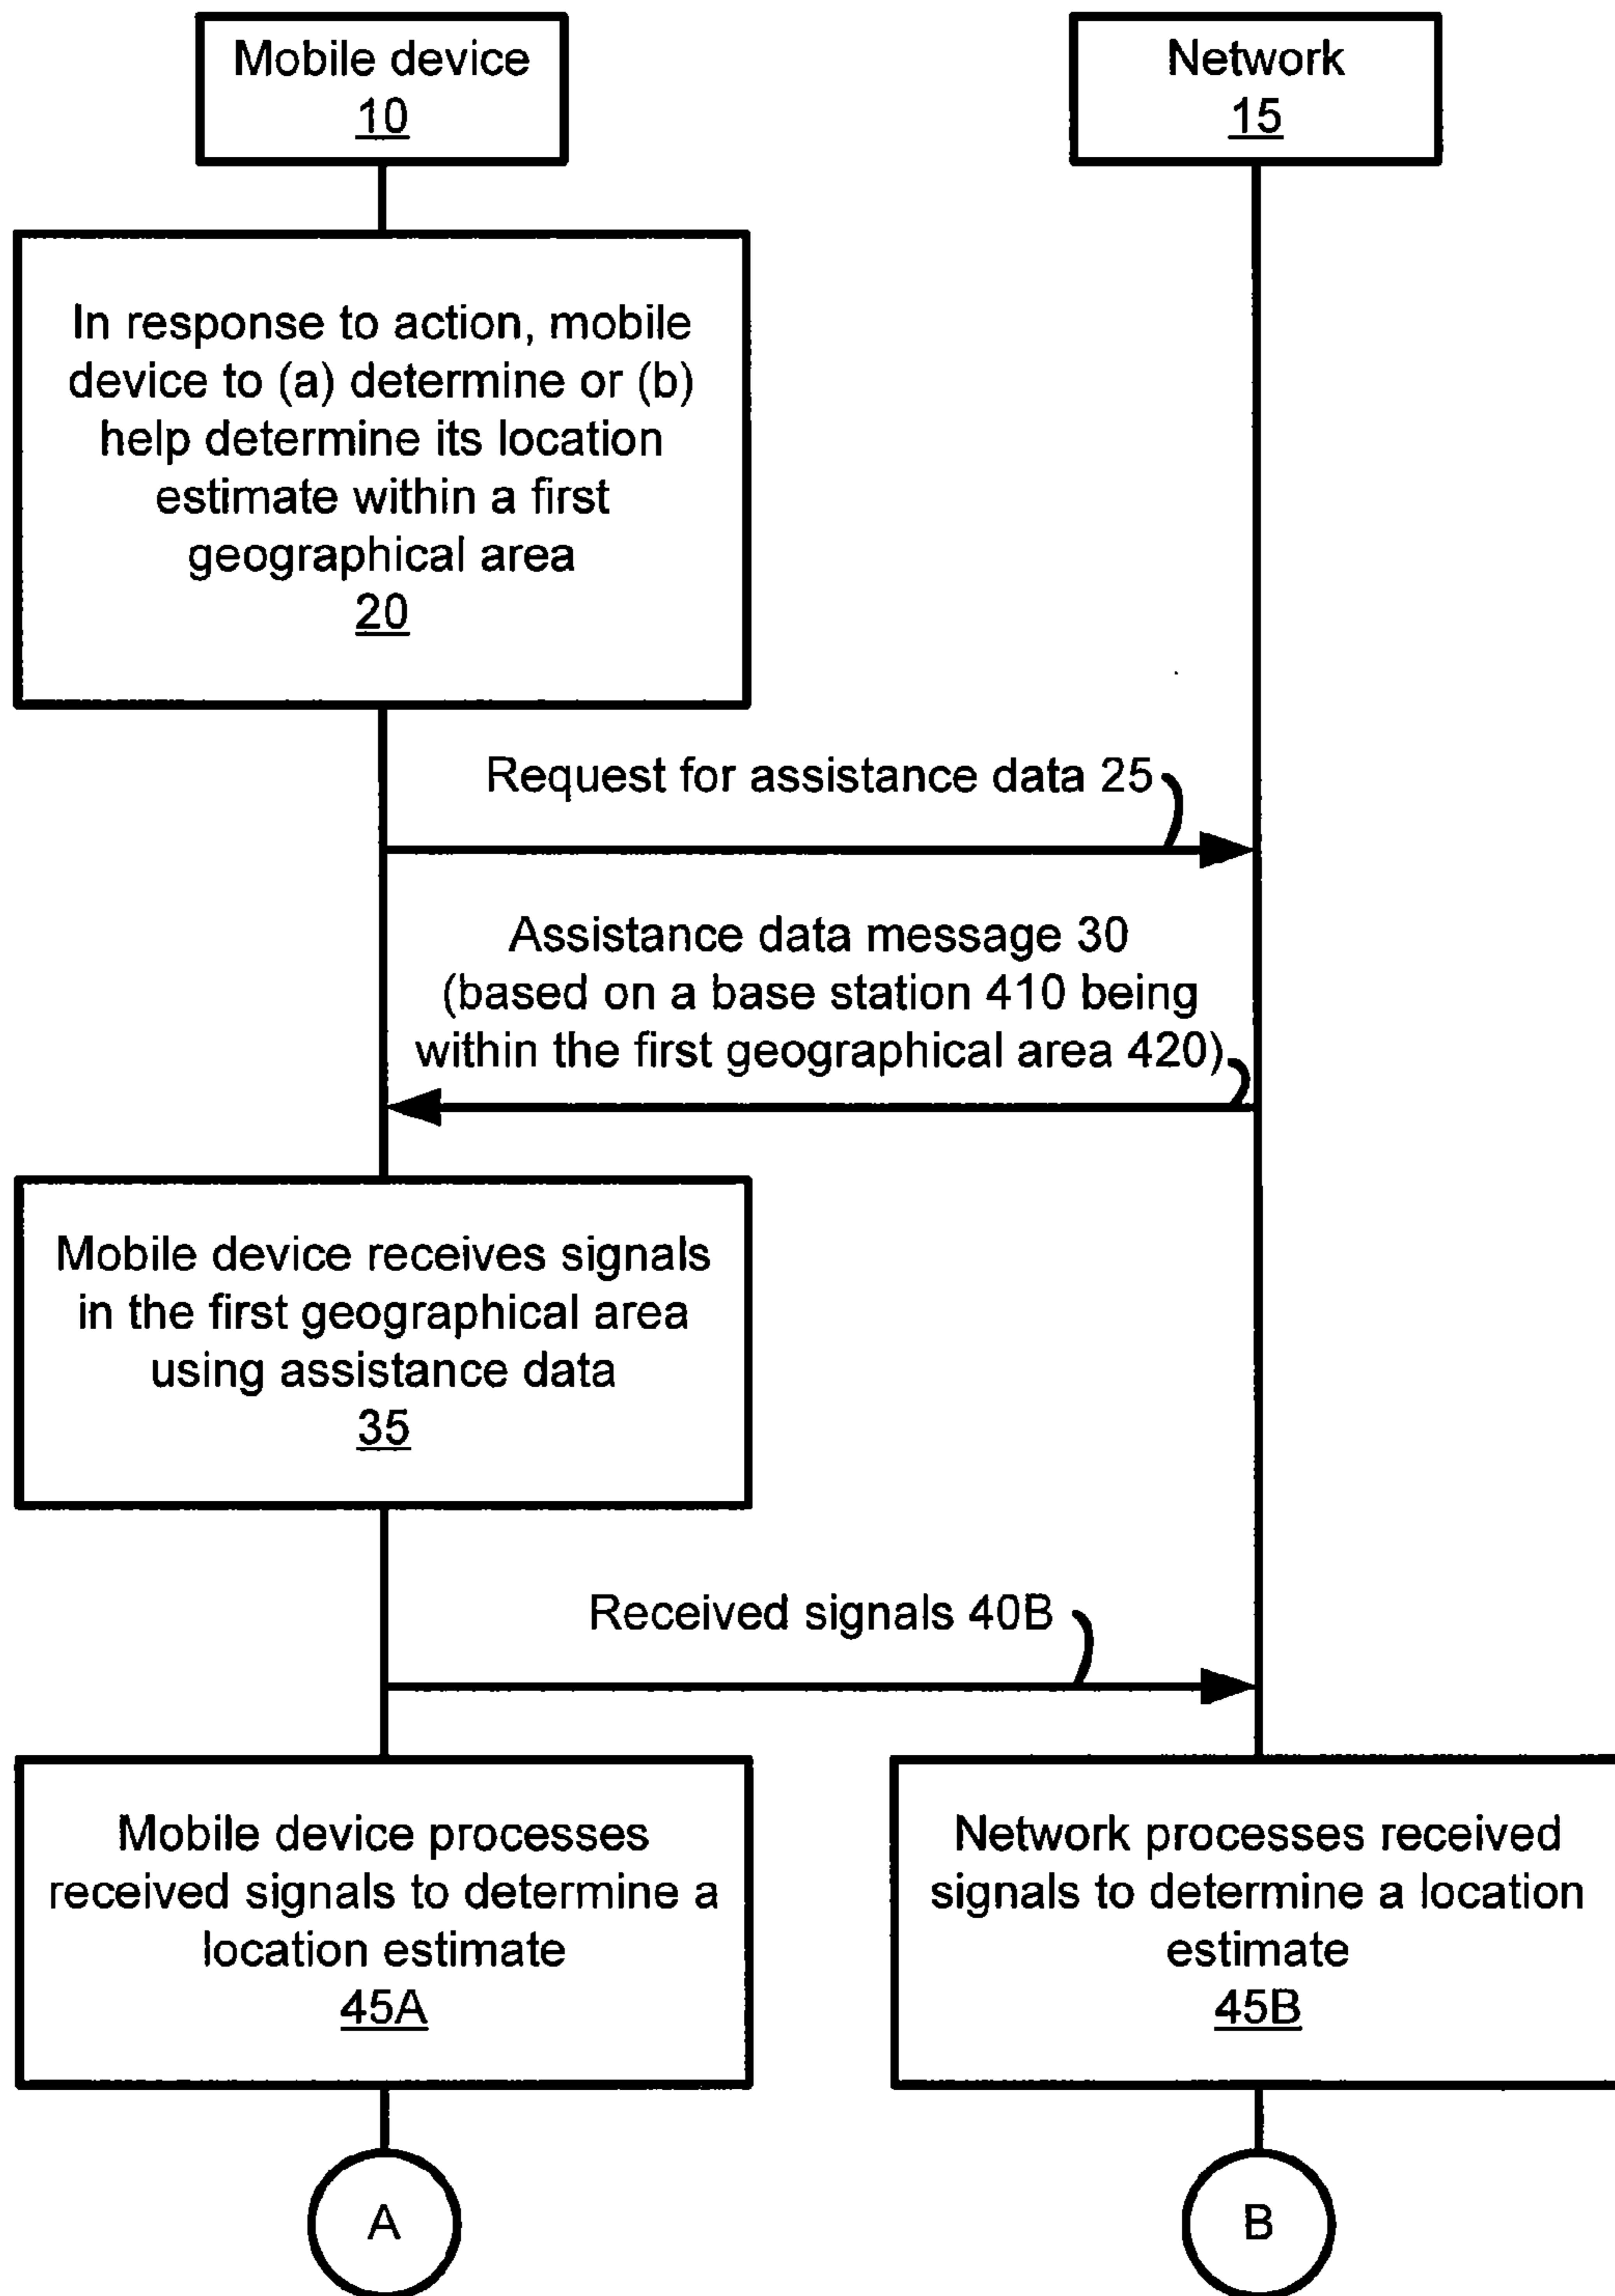 Mobile device
10
Network
15
In response to action, mobile
device to (a) determine or (b)
help determine its location
estimate within a first
geographical area
20
Request for assistance data 25
Assistance data message 30
(based on a base station 410 being
within the first geographical area 420)
Mobile device receives signals
in the first geographical area
using assistance data
35
Received signals 40B
Mobile device processes
received signals to determine a
location estimate
45A
Network processes received
signals to determine a location
estimate
45B
A
B